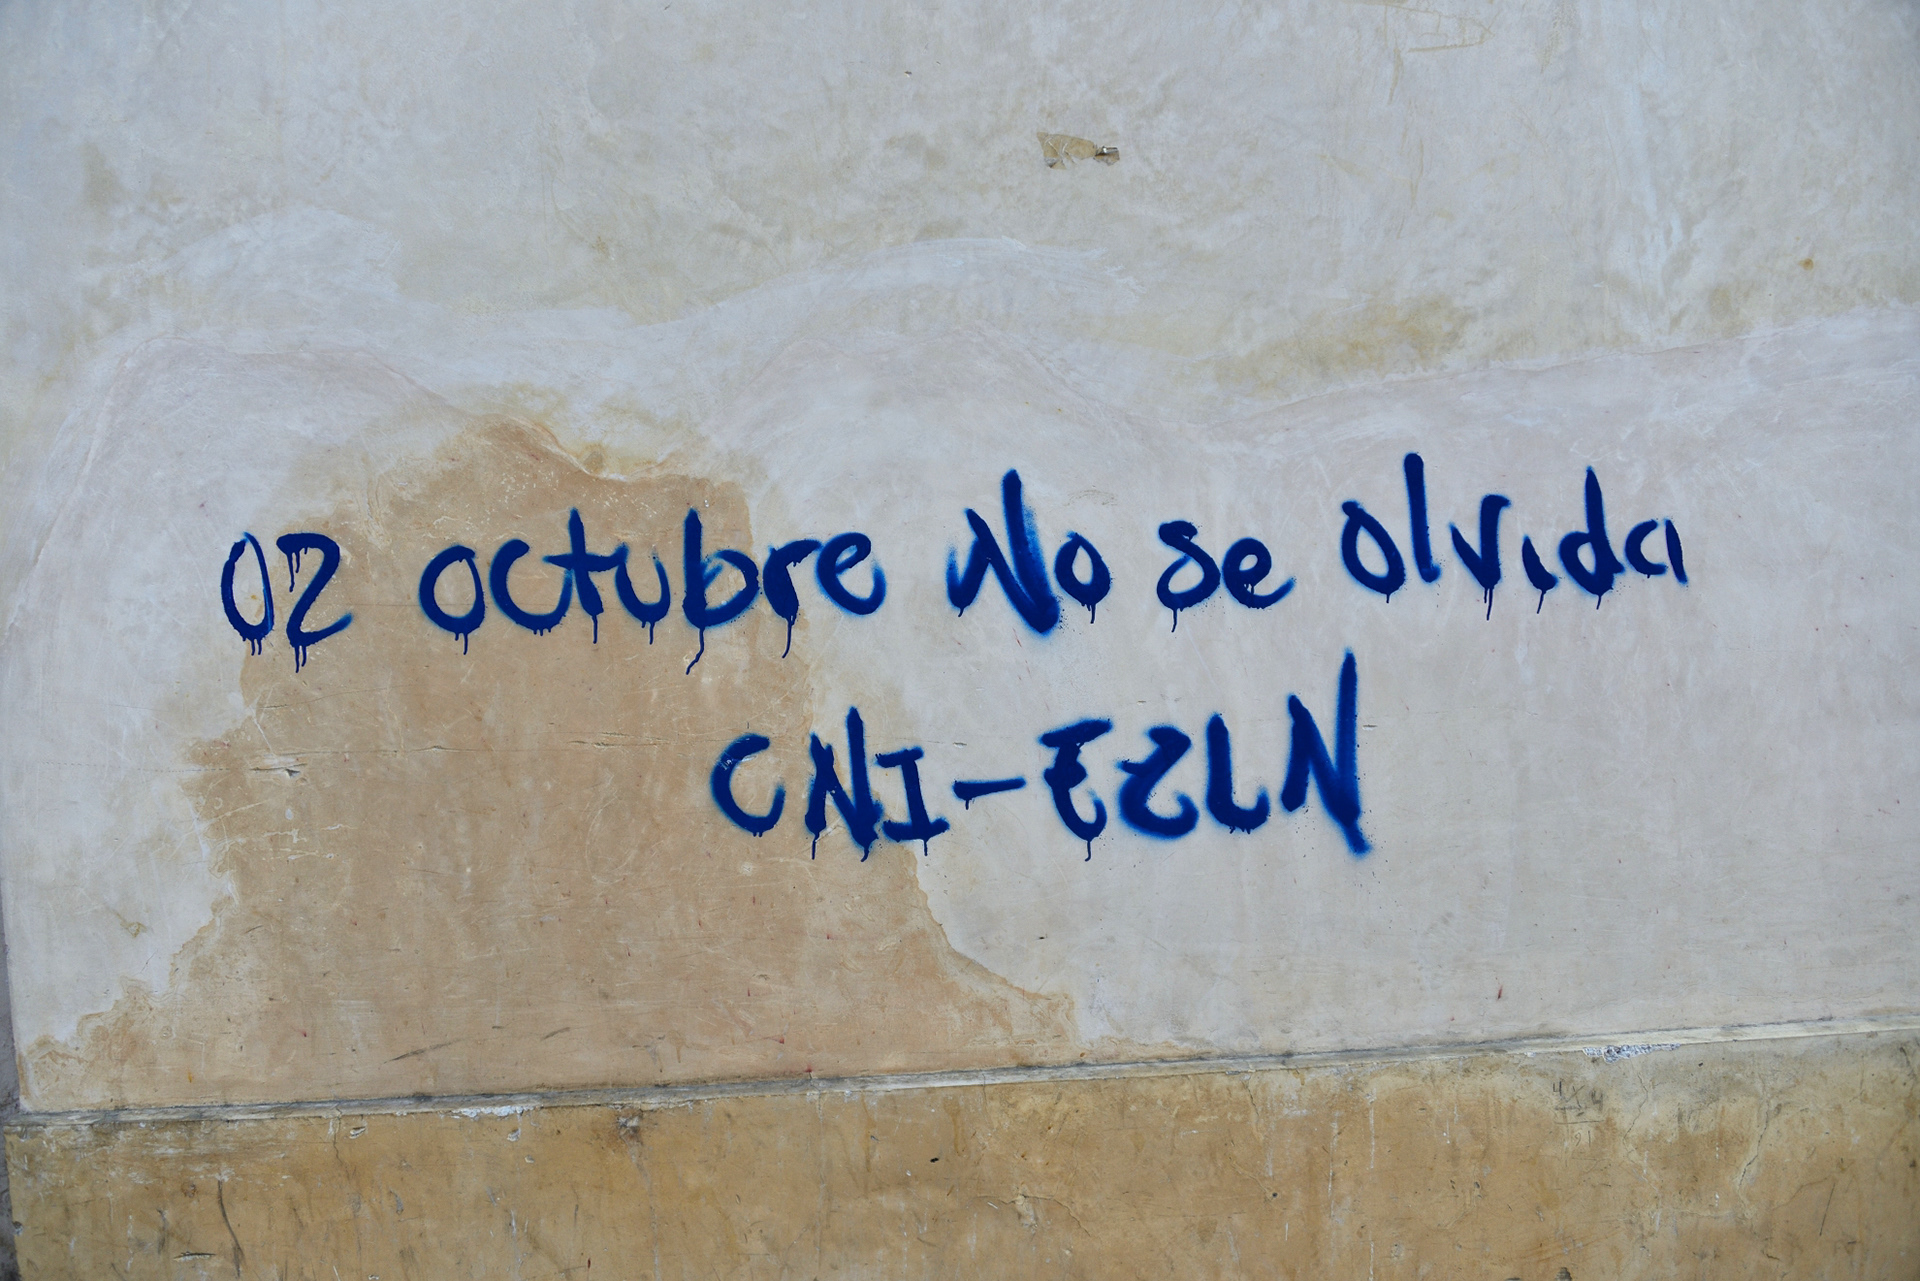 02 octubre No se olvida
CNI-EZLN